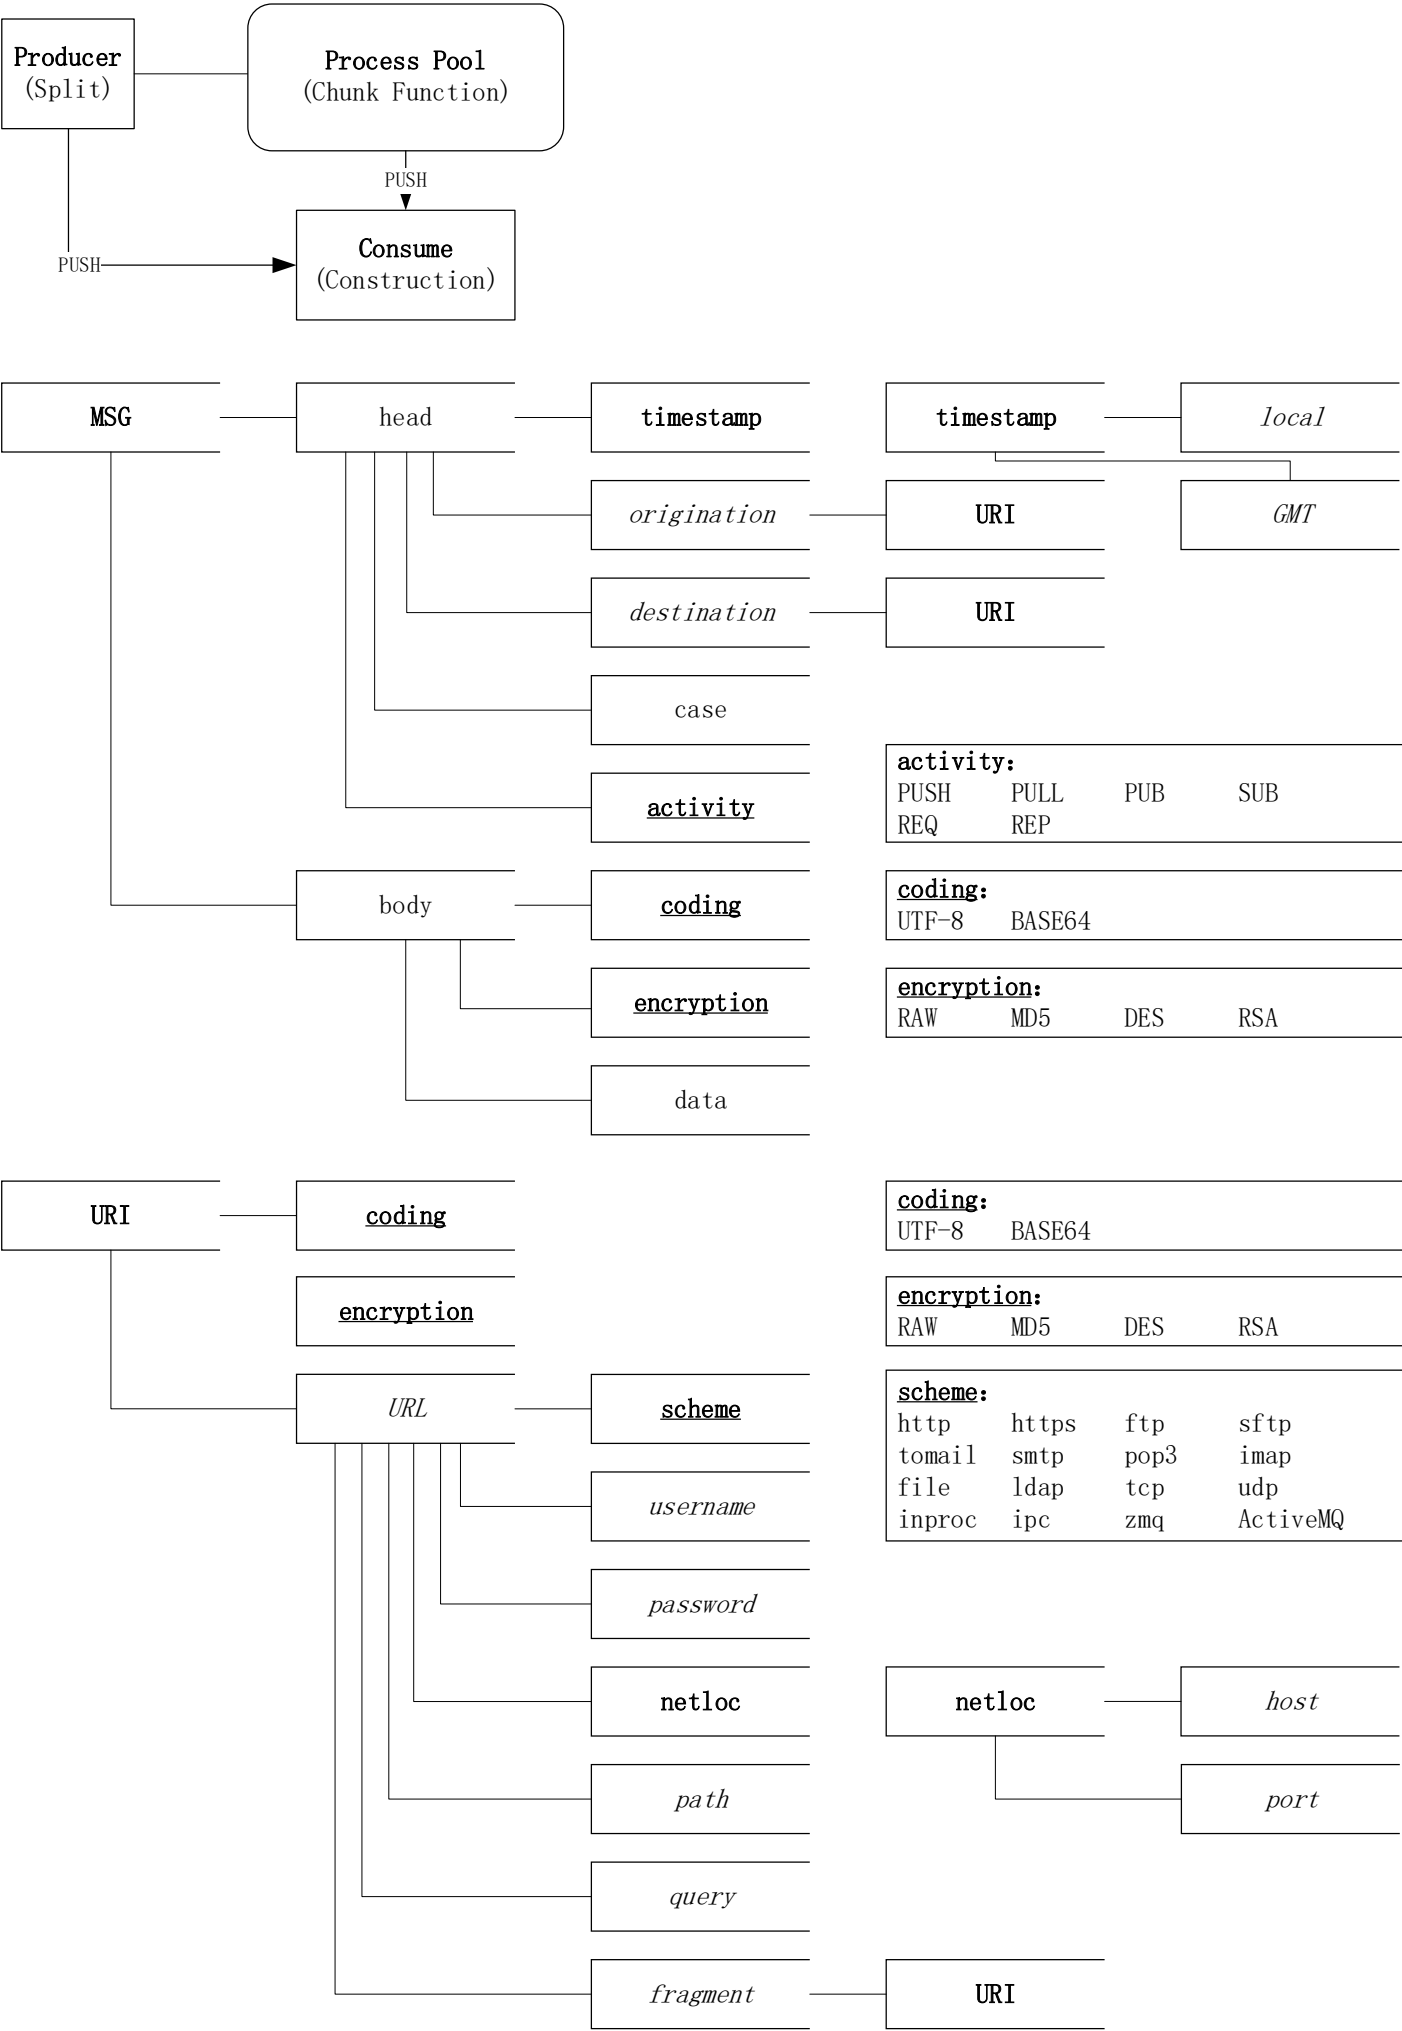 Producer
(Split)
Process Pool
(Chunk Function)
PUSH
Consume
(Construction)
PUSH
MSG
head
timestamp
timestamp
local
origination
URI
GMT
destination
URI
case
activity
activity:
PUSH PULL PUB SUB
REQ REP
body
coding
coding:
UTF-8 BASE64
encryption
encryption:
RAW MD5 DES RSA
data
URI
coding
coding:
UTF-8 BASE64
encryption
encryption:
RAW MD5 DES RSA
URL
scheme
scheme:
http https ftp sftp
tomail smtp pop3 imap
file ldap tcp udp
inproc ipc zmq ActiveMQ
username
password
netloc
netloc
host
path
port
query
fragment
URI